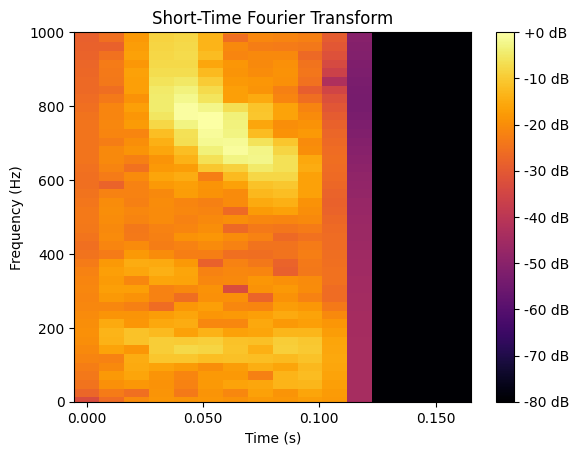 Short-Time Fourier Transform
Frequency (Hz)
1000
800
600
400
200
0
0.000
0.050
0.100
0.150
Time (s)
+0 dB
-10 dB
-20 dB
-30 dB
-40 dB
-50 dB
-60 dB
-70 dB
-80 dB